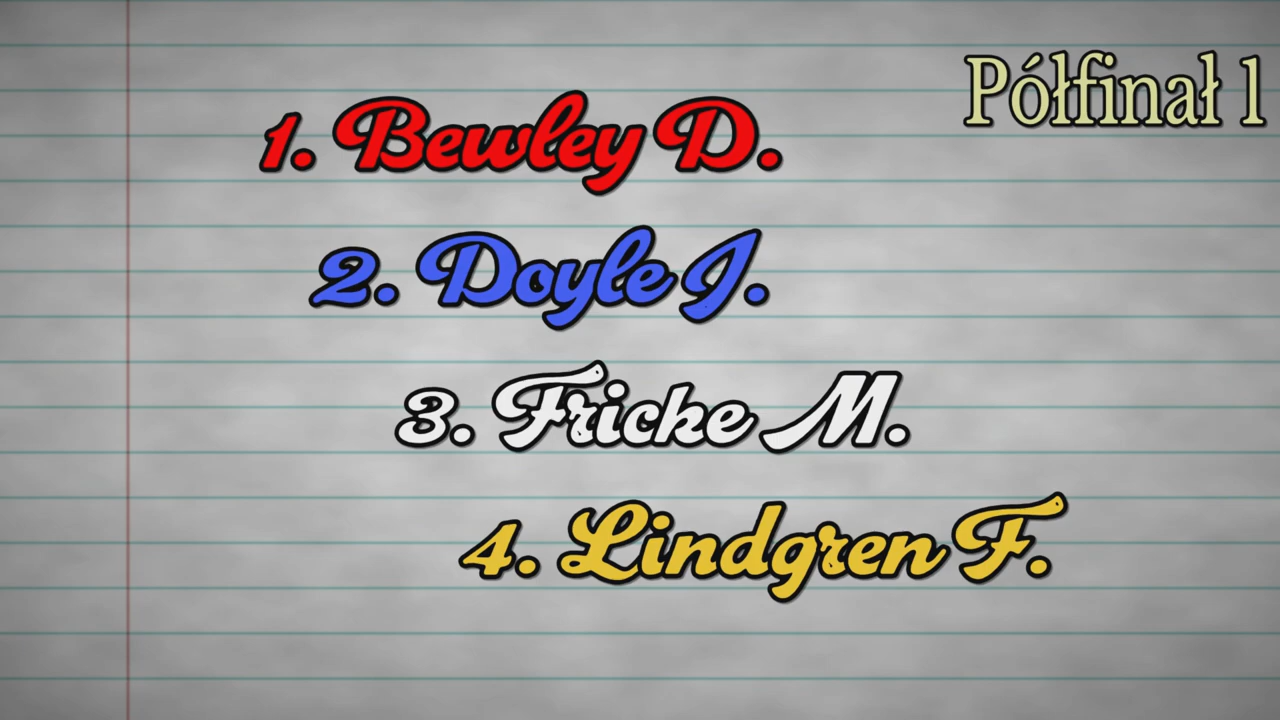 Półfinał 1
1. Bewley D.
2. Doyle J.
3. Fricke M.
4. Lindgren F.